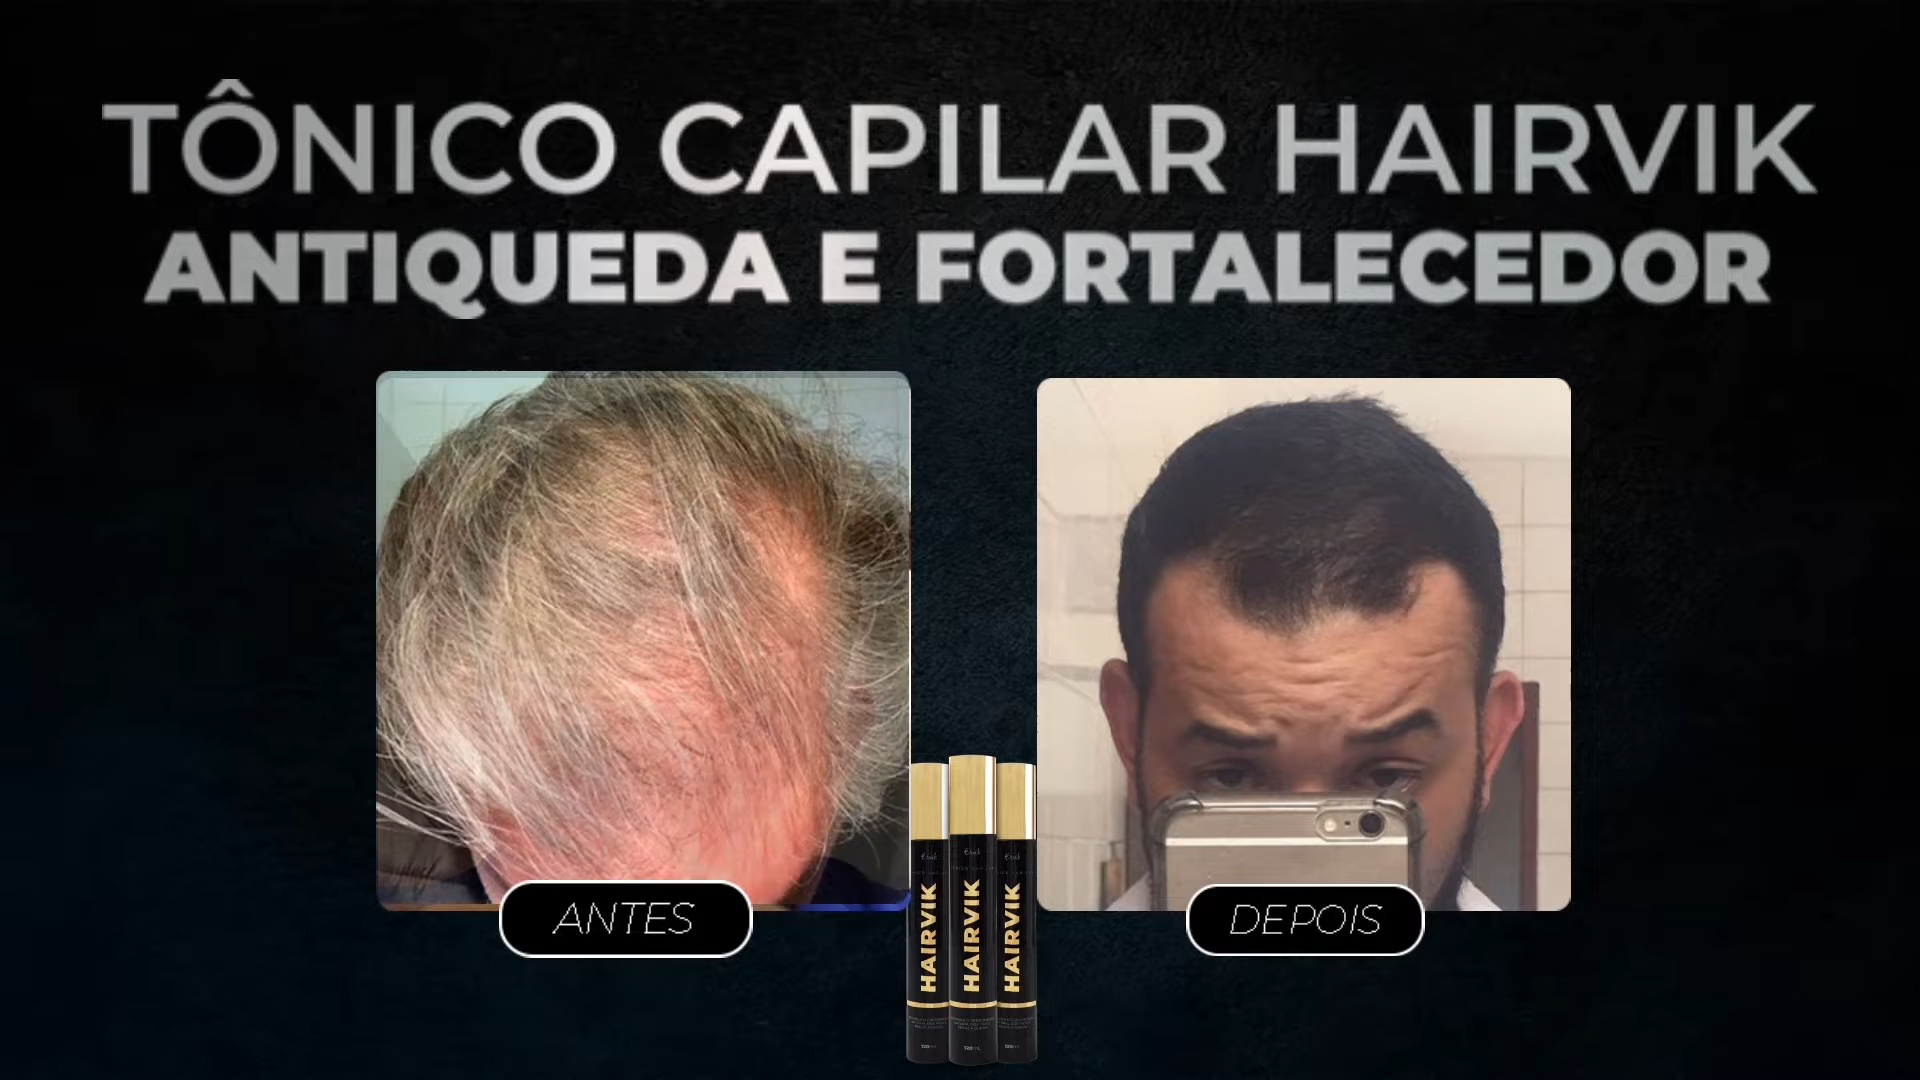 TÔNICO CAPILAR HAIRVIK
ANTIQUEDA E FORTALECEDOR
ANTES
DEPOIS
HAIRVIK
HAIRVIK
HAIRVIK